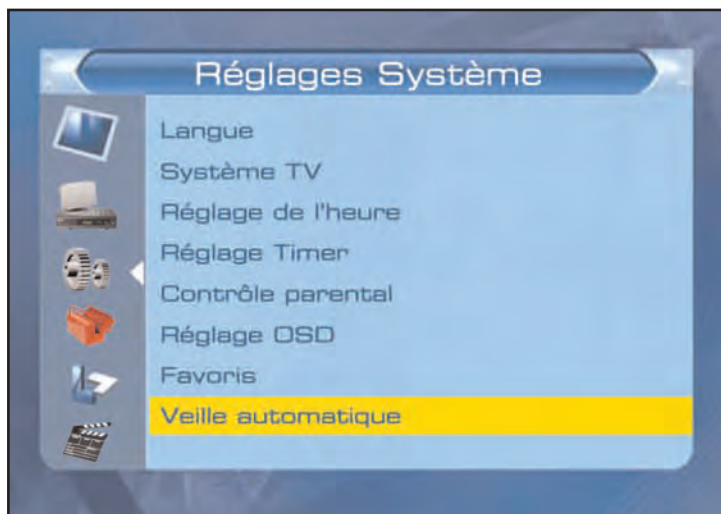 Réglages Système
Langue
Système TV
Réglage de l'heure
Réglage Timer
Contrôle parental
Réglage OSD
Favoris
Veille automatique